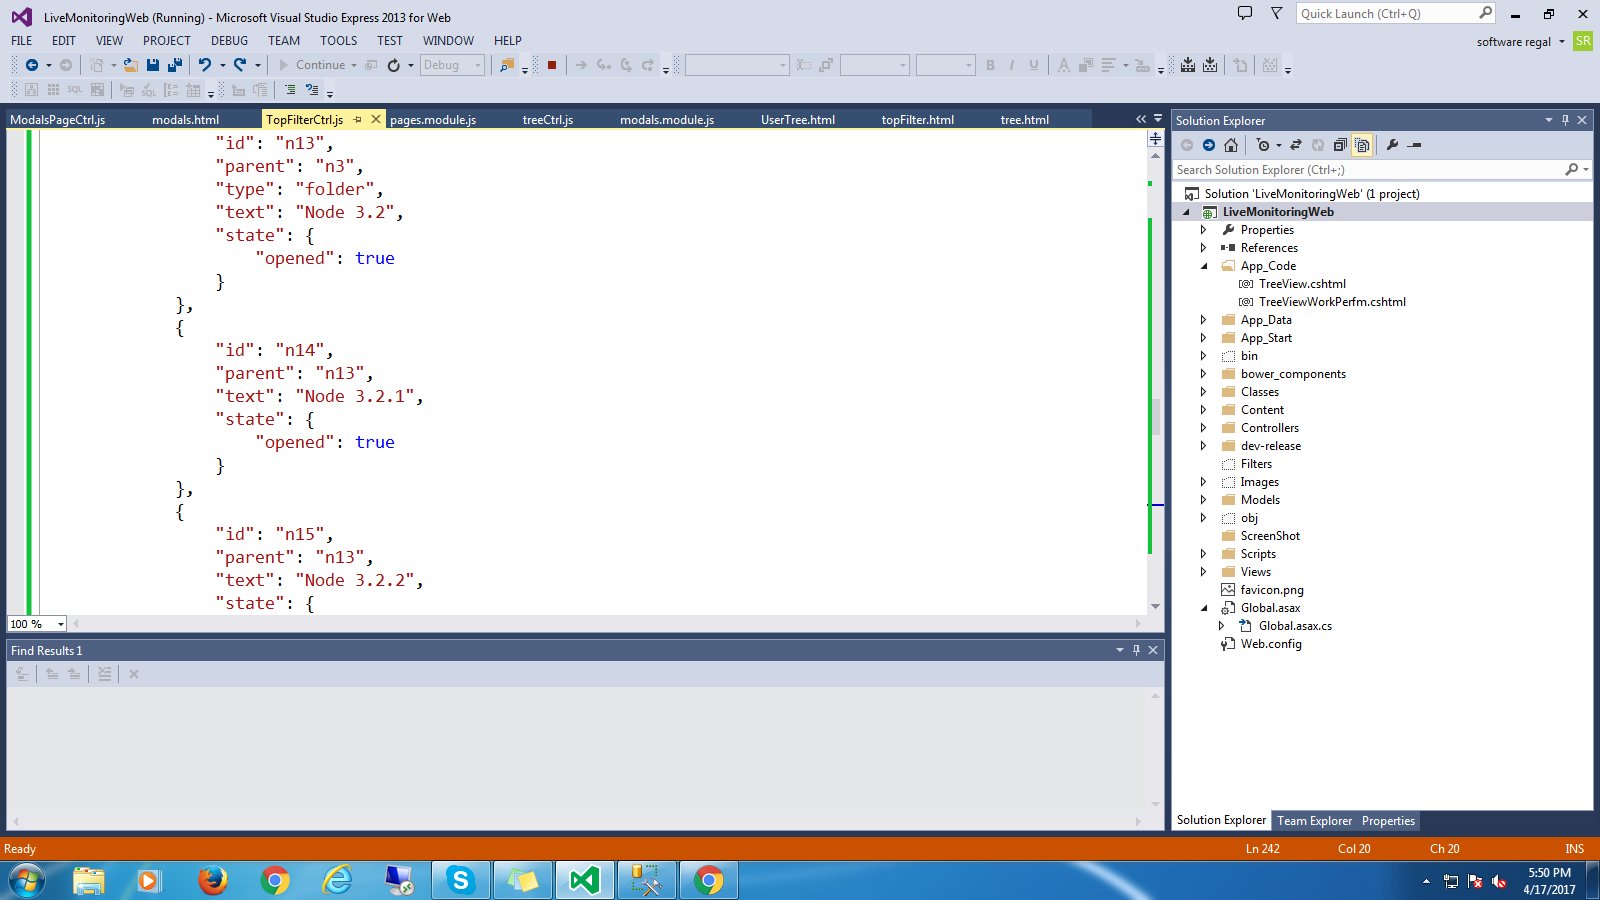 LiveMonitoringWeb (Running) - Microsoft Visual Studio Express 2013 for Web
Quick Launch (Ctrl+Q)
FILE EDIT VIEW PROJECT DEBUG TEAM TOOLS TEST WINDOW HELP
software regal SR
Continue Debug
B I U A
SQL SQL
ModalsPageCtrl.js modals.html TopFilterCtrl.js pages.module.js treeCtrl.js modals.module.js UserTree.html topFilter.html tree.html
"id": "n13",
"parent": "n3",
"type": "folder",
"text": "Node 3.2",
"state": {
"opened": true
}
},
{
"id": "n14",
"parent": "n13",
"text": "Node 3.2.1",
"state": {
"opened": true
}
},
{
"id": "n15",
"parent": "n13",
"text": "Node 3.2.2",
"state": {
100 %
Find Results 1
Solution Explorer
Search Solution Explorer (Ctrl+;)
Solution 'LiveMonitoringWeb' (1 project)
LiveMonitoringWeb
Properties
References
App_Code
TreeView.cshtml
TreeViewWorkPerfm.cshtml
App_Data
App_Start
bin
bower_components
Classes
Content
Controllers
dev-release
Filters
Images
Models
obj
ScreenShot
Scripts
Views
favicon.png
Global.asax
Global.asax.cs
Web.config
Solution Explorer Team Explorer Properties
Ready Ln 242 Col 20 Ch 20 INS
5:50 PM
4/17/2017